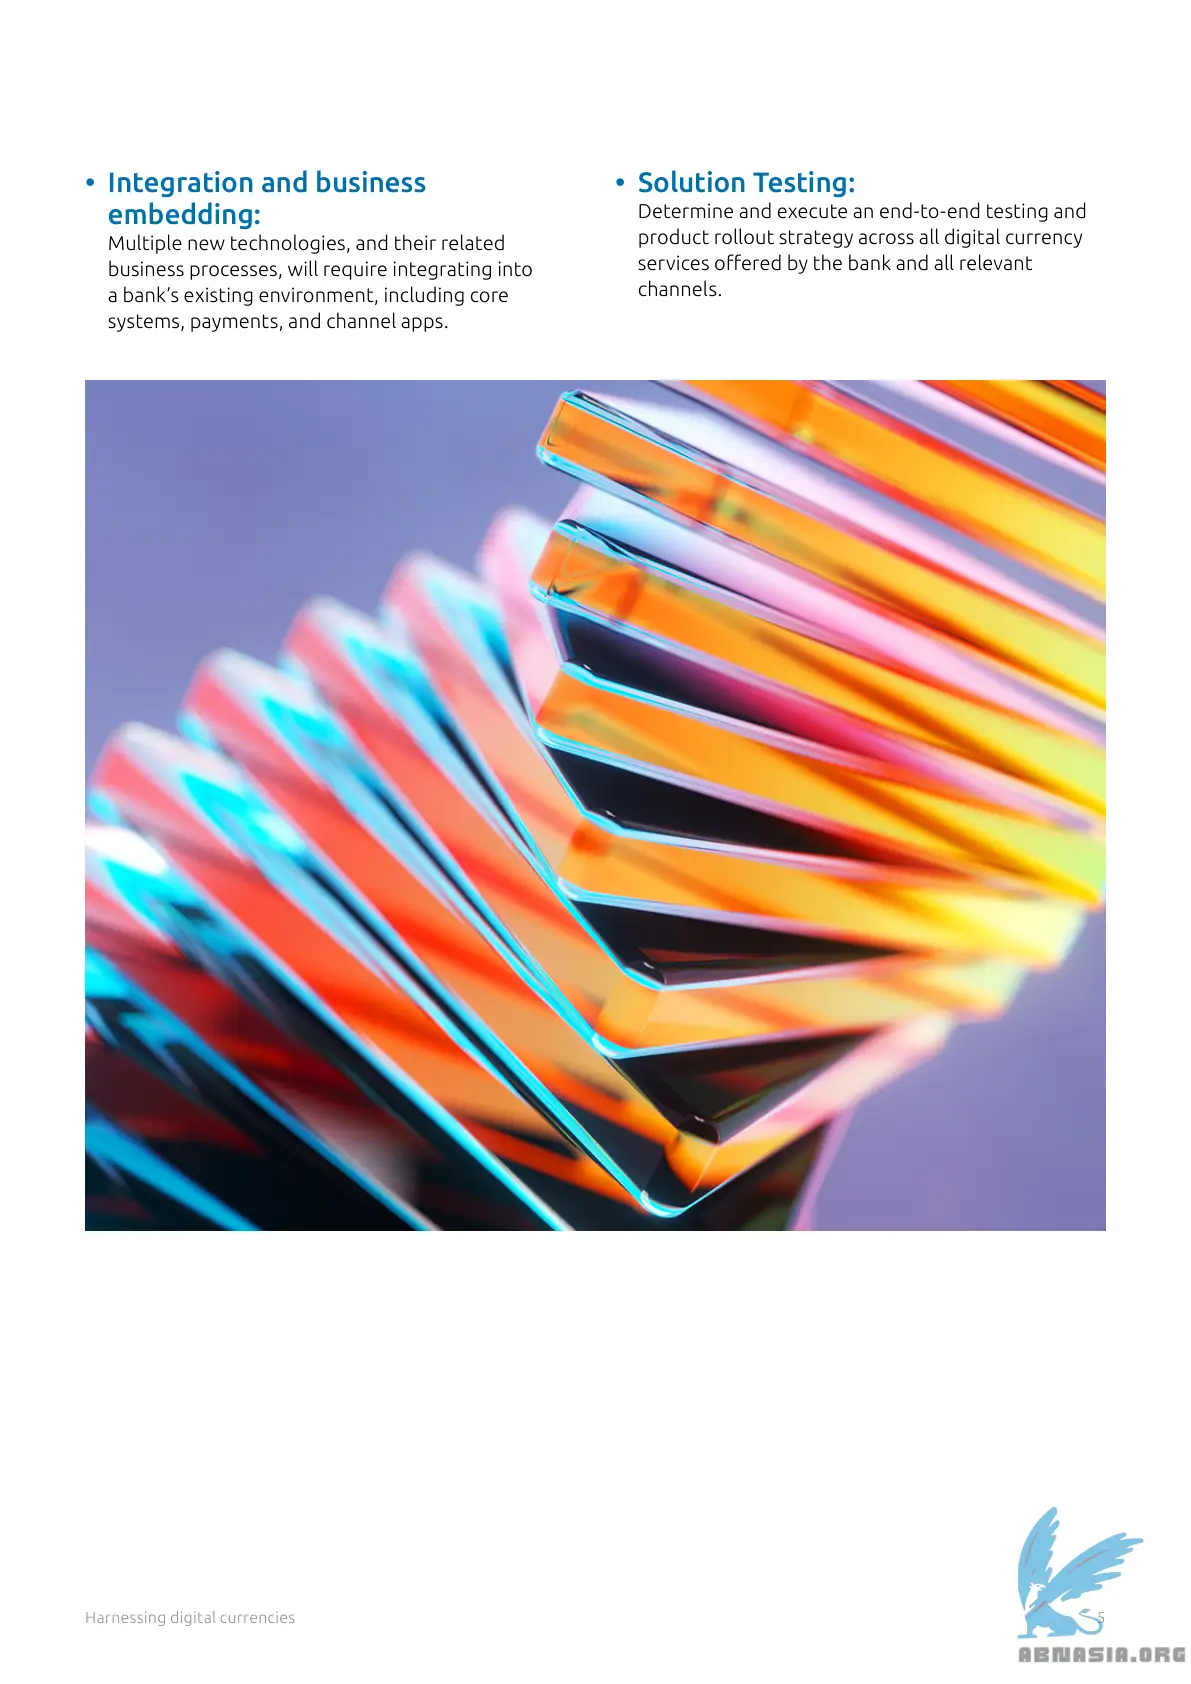 • Integration and business
embedding:
Multiple new technologies, and their related
business processes, will require integrating into
a bank’s existing environment, including core
systems, payments, and channel apps.
• Solution Testing:
Determine and execute an end-to-end testing and
product rollout strategy across all digital currency
services offered by the bank and all relevant
channels.
Harnessing digital currencies
5
ABNASIA.ORG